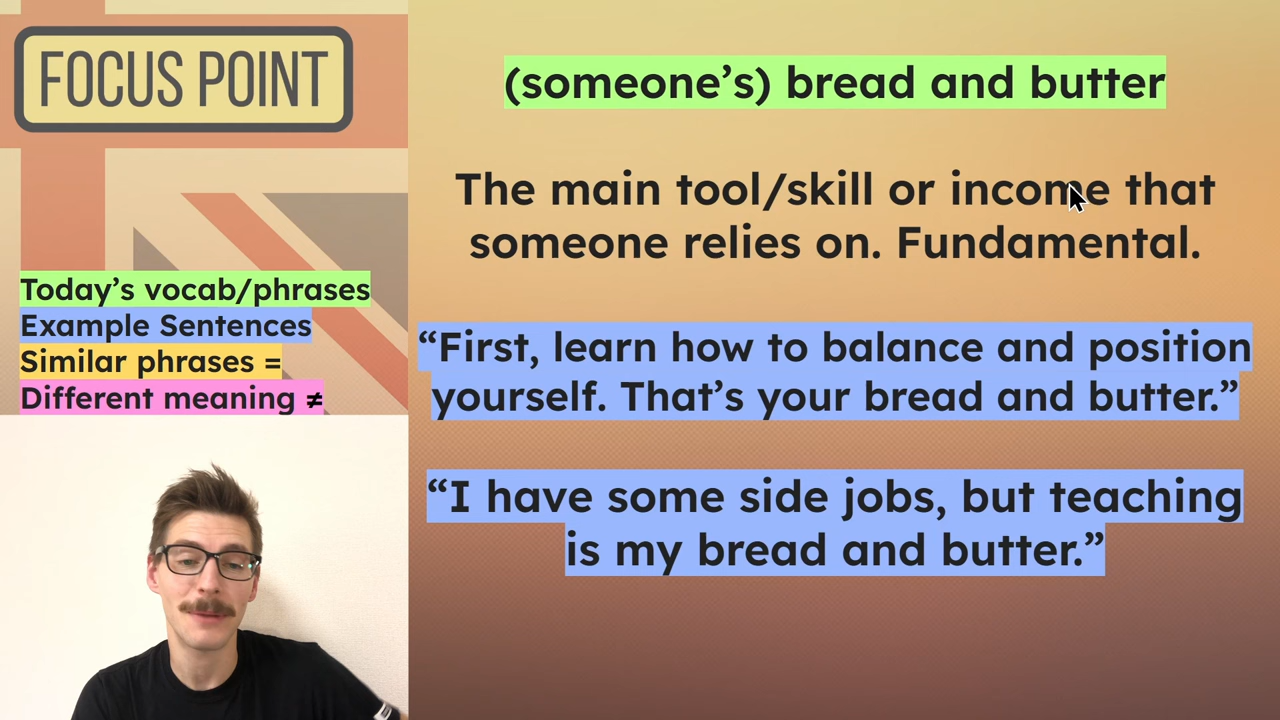 FOCUS POINT
Today’s vocab/phrases
Example Sentences
Similar phrases =
Different meaning ≠
(someone’s) bread and butter
The main tool/skill or income that
someone relies on. Fundamental.
“First, learn how to balance and position
yourself. That’s your bread and butter.”
“I have some side jobs, but teaching
is my bread and butter.”